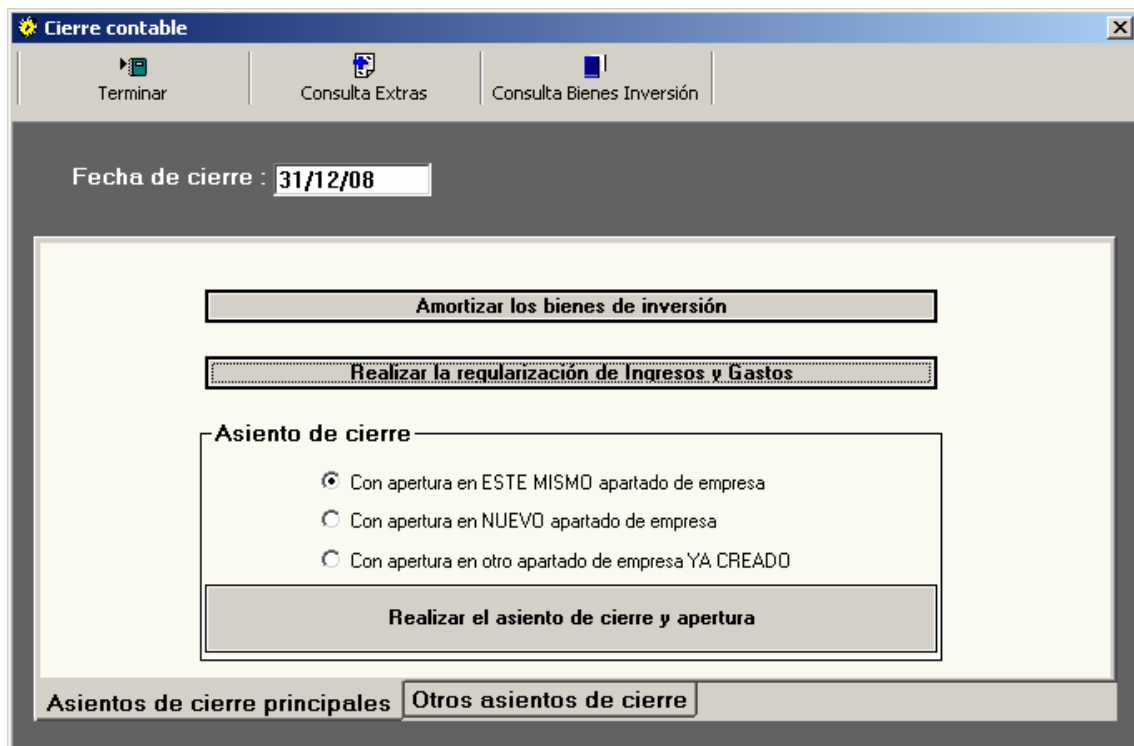 Cierre contable
Terminar
Consulta Extras
Consulta Bienes Inversión
Fecha de cierre : 31/12/08
Amortizar los bienes de inversión
Realizar la regularización de Ingresos y Gastos
Asiento de cierre
Con apertura en ESTE MISMO apartado de empresa
Con apertura en NUEVO apartado de empresa
Con apertura en otro apartado de empresa YA CREADO
Realizar el asiento de cierre y apertura
Asientos de cierre principales
Otros asientos de cierre